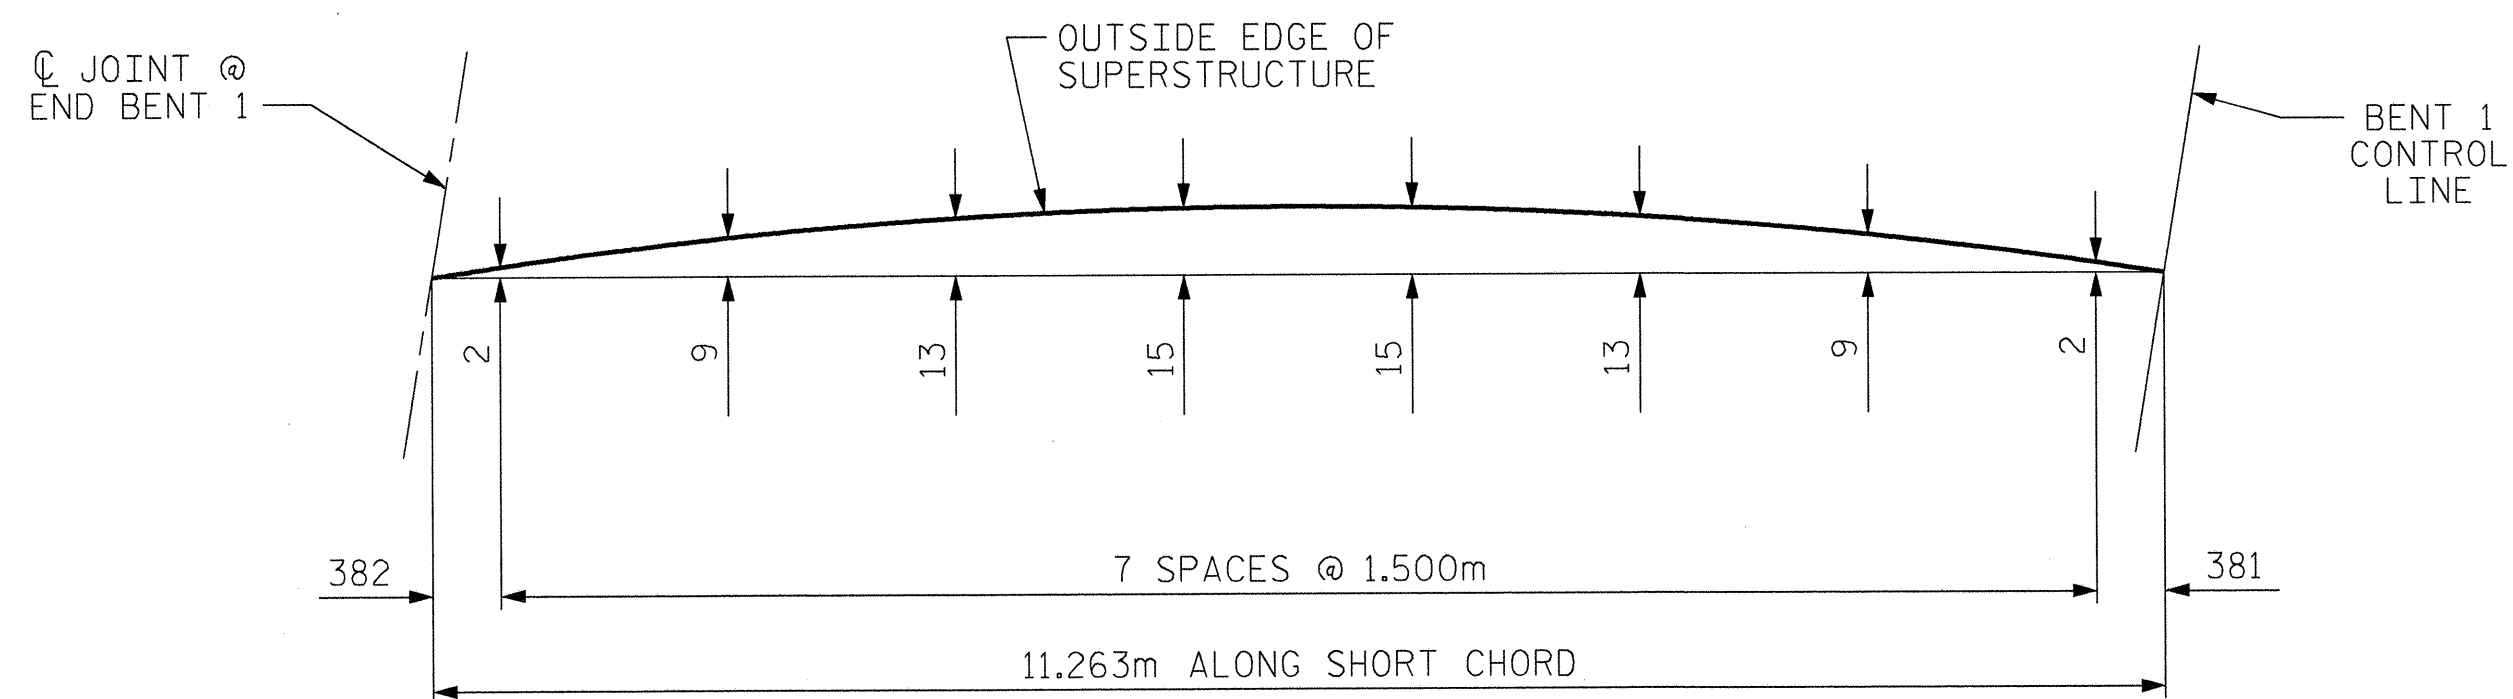 ℄ JOINT @
END BENT 1
OUTSIDE EDGE OF
SUPERSTRUCTURE
BENT 1
CONTROL
LINE
2
9
13
15
15
13
9
2
382
7 SPACES @ 1.500m
381
11.263m ALONG SHORT CHORD